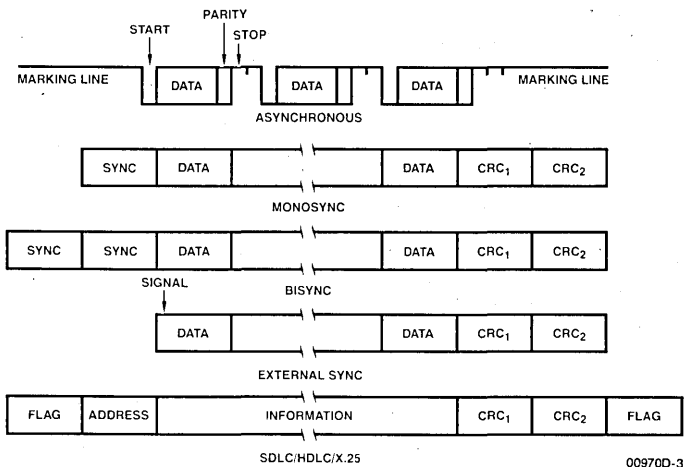 PARITY
START
STOP
MARKING LINE DATA DATA DATA MARKING LINE
ASYNCHRONOUS
SYNC DATA DATA CRC1 CRC2
MONOSYNC
SYNC SYNC DATA DATA CRC1 CRC2
SIGNAL
BISYNC
DATA DATA CRC1 CRC2
EXTERNAL SYNC
FLAG ADDRESS INFORMATION CRC1 CRC2 FLAG
SDLC/HDLC/X.25
00970D-3